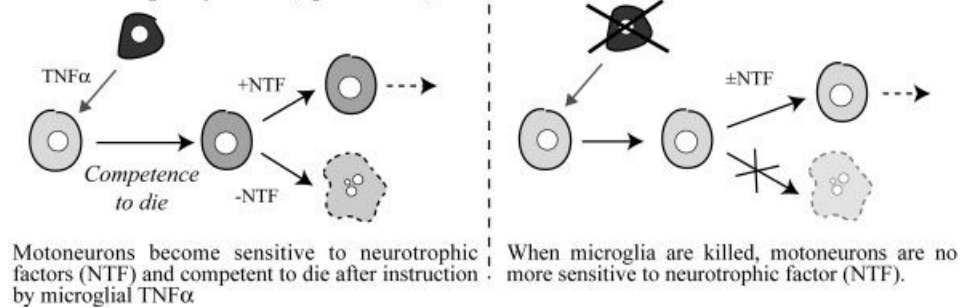 TNFα
+NTF
Competence
to die
-NTF
Motoneurons become sensitive to neurotrophic
factors (NTF) and competent to die after instruction
by microglial TNFα
±NTF
When microglia are killed, motoneurons are no
more sensitive to neurotrophic factor (NTF).